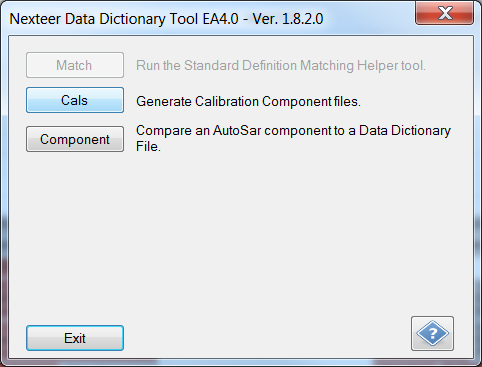 Nexteer Data Dictionary Tool EA4.0 - Ver. 1.8.2.0
Match Run the Standard Definition Matching Helper tool.
Cals Generate Calibration Component files.
Component Compare an AutoSar component to a Data Dictionary
File.
Exit ?